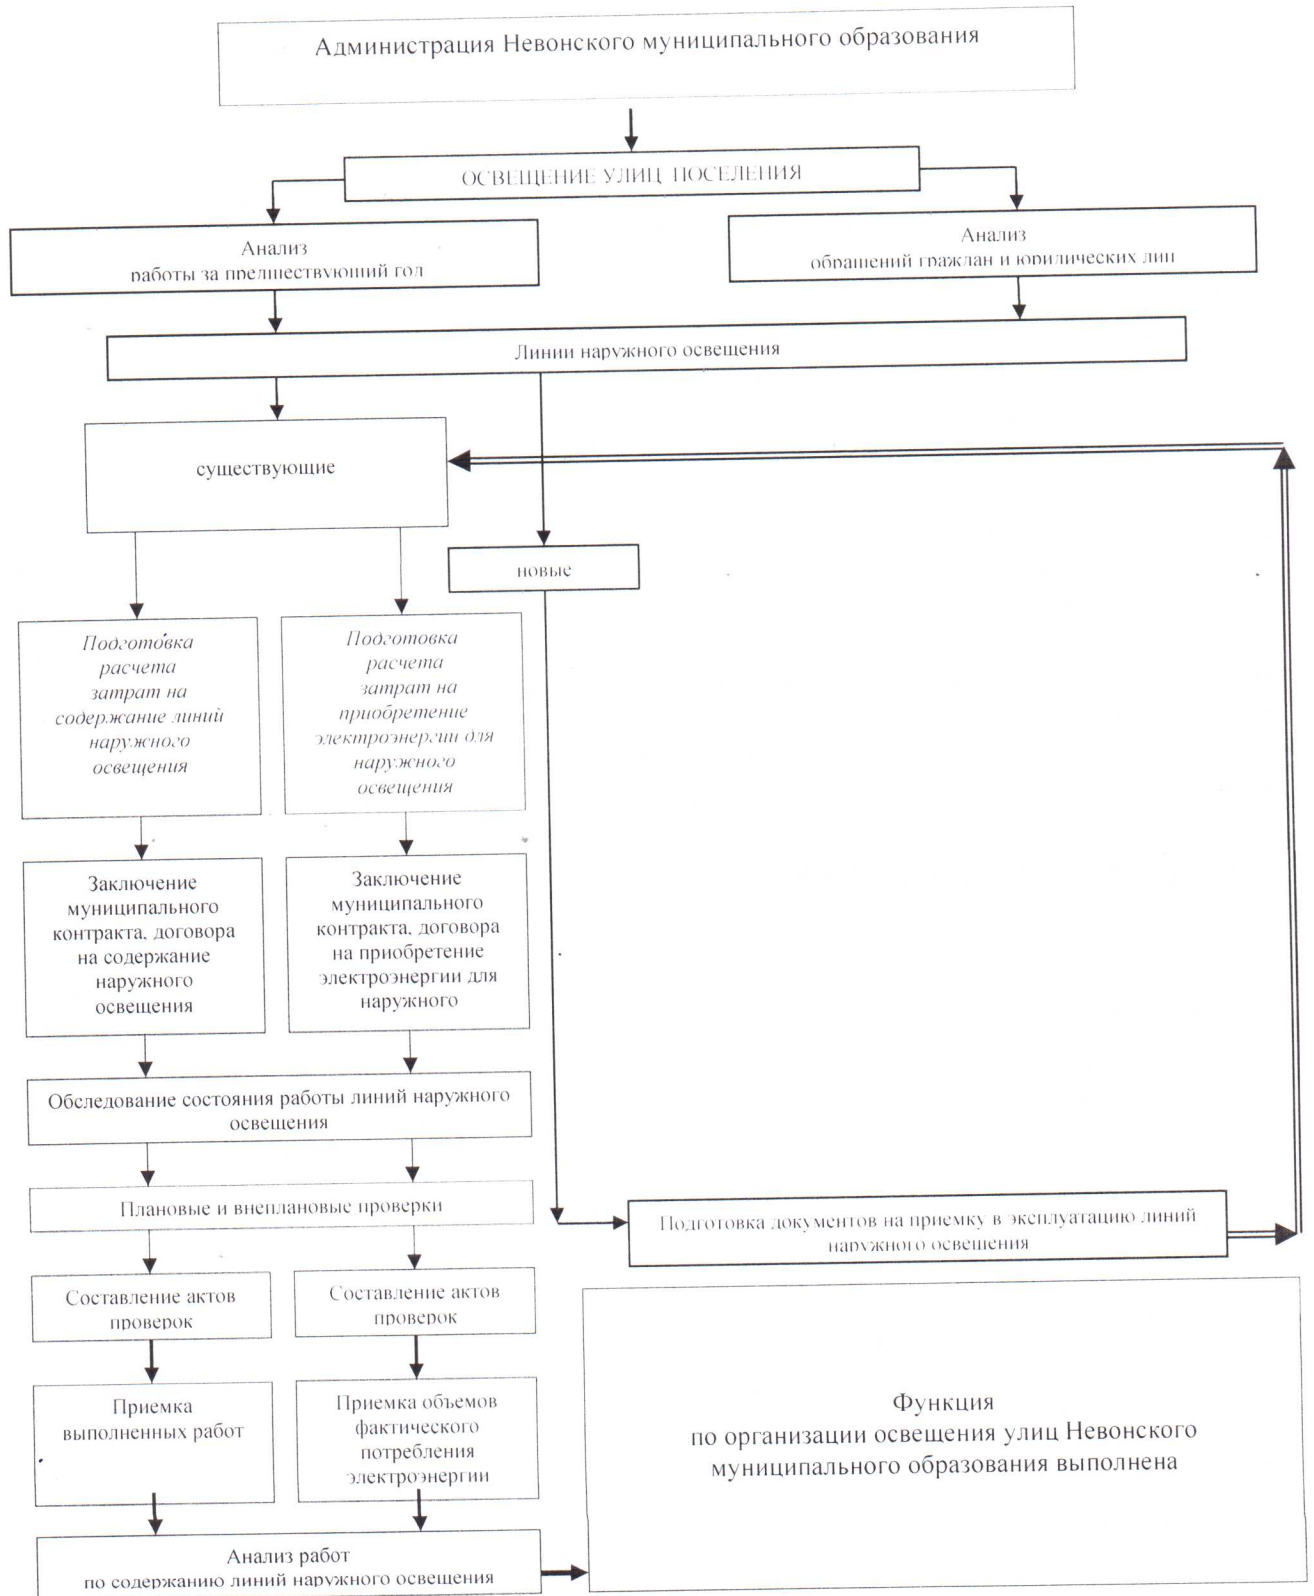 Администрация Невонского муниципального образования
ОСВЕЩЕНИЕ УЛИЦ ПОСЕЛЕНИЯ
Анализ
работы за предшествующий год
Анализ
обращений граждан и юридических лиц
Линии наружного освещения
существующие
новые
Подготовка
расчета
затрат на
содержание линий
наружного
освещения
Подготовка
расчета
затрат на
приобретение
электроэнергии для
наружного
освещения
Заключение
муниципального
контракта, договора
на содержание
наружного
освещения
Заключение
муниципального
контракта, договора
на приобретение
электроэнергии для
наружного
Обследование состояния работы линий наружного
освещения
Плановые и внеплановые проверки
Подготовка документов на приемку в эксплуатацию линий
наружного освещения
Составление актов
проверок
Составление актов
проверок
Приемка
выполненных работ
Приемка объемов
фактического
потребления
электроэнергии
Функция
по организации освещения улиц Невонского
муниципального образования выполнена
Анализ работ
по содержанию линий наружного освещения